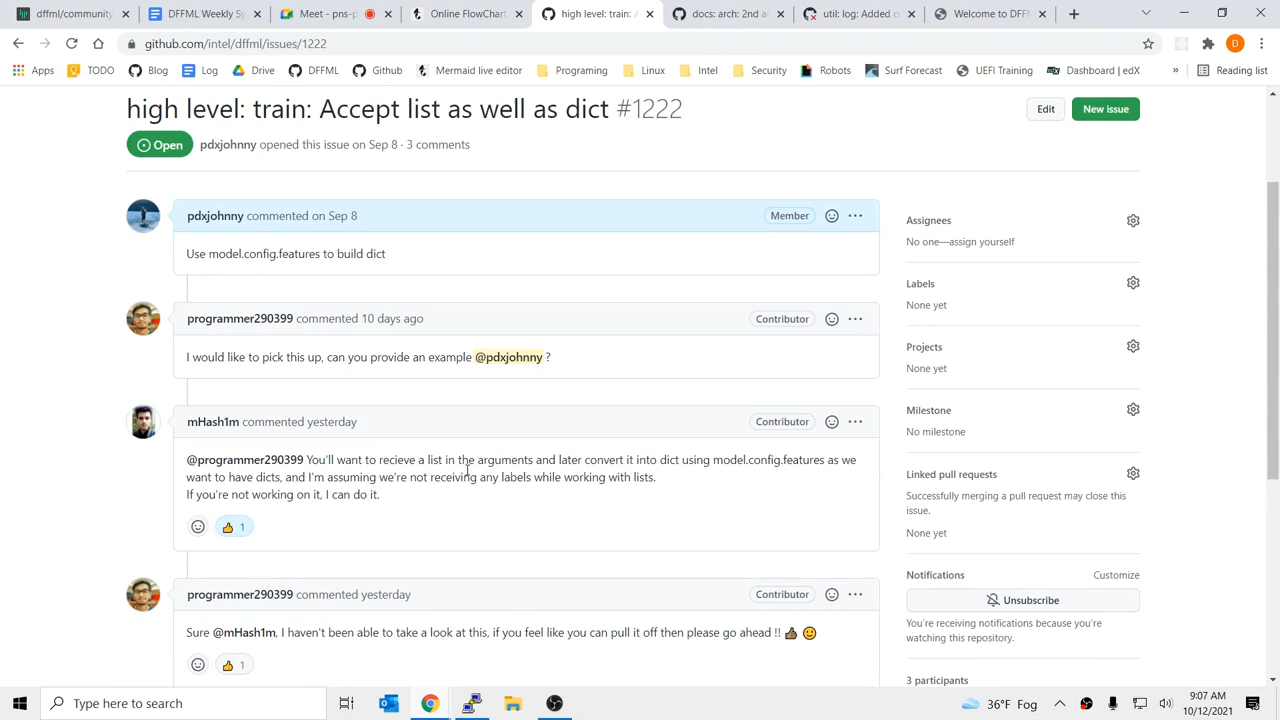 dffml/community
WEEKLY Sy
Meet - pns-p
Online FlowChart
high level: train: A
docs: arch: 2nd a
util: Added c
Welcome to DFFM
github.com/intel/dffml/issues/1222
Apps
TODO
Blog
Log
Drive
DFFML
Github
Mermaid live editor
Programing
Linux
Intel
Security
Robots
Surf Forecast
UEFI Training
Dashboard | edX
»
Reading list
high level: train: Accept list as well as dict #1222
Edit
New issue
Open
pdxjohnny opened this issue on Sep 8 · 3 comments
pdxjohnny commented on Sep 8
Member
Use model.config.features to build dict
programmer290399 commented 10 days ago
Contributor
I would like to pick this up, can you provide an example @pdxjohnny ?
mHash1m commented yesterday
Contributor
@programmer290399 You'll want to recieve a list in the arguments and later convert it into dict using model.config.features as we
want to have dicts, and I'm assuming we're not receiving any labels while working with lists.
If you're not working on it, I can do it.
1
programmer290399 commented yesterday
Contributor
Sure @mHash1m, I haven't been able to take a look at this, if you feel like you can pull it off then please go ahead !!
1
Assignees
No one—assign yourself
Labels
None yet
Projects
None yet
Milestone
No milestone
Linked pull requests
Successfully merging a pull request may close this
issue.
None yet
Notifications
Customize
Unsubscribe
You're receiving notifications because you're
watching this repository.
3 participants
Type here to search
36°F Fog
9:07 AM
10/12/2021